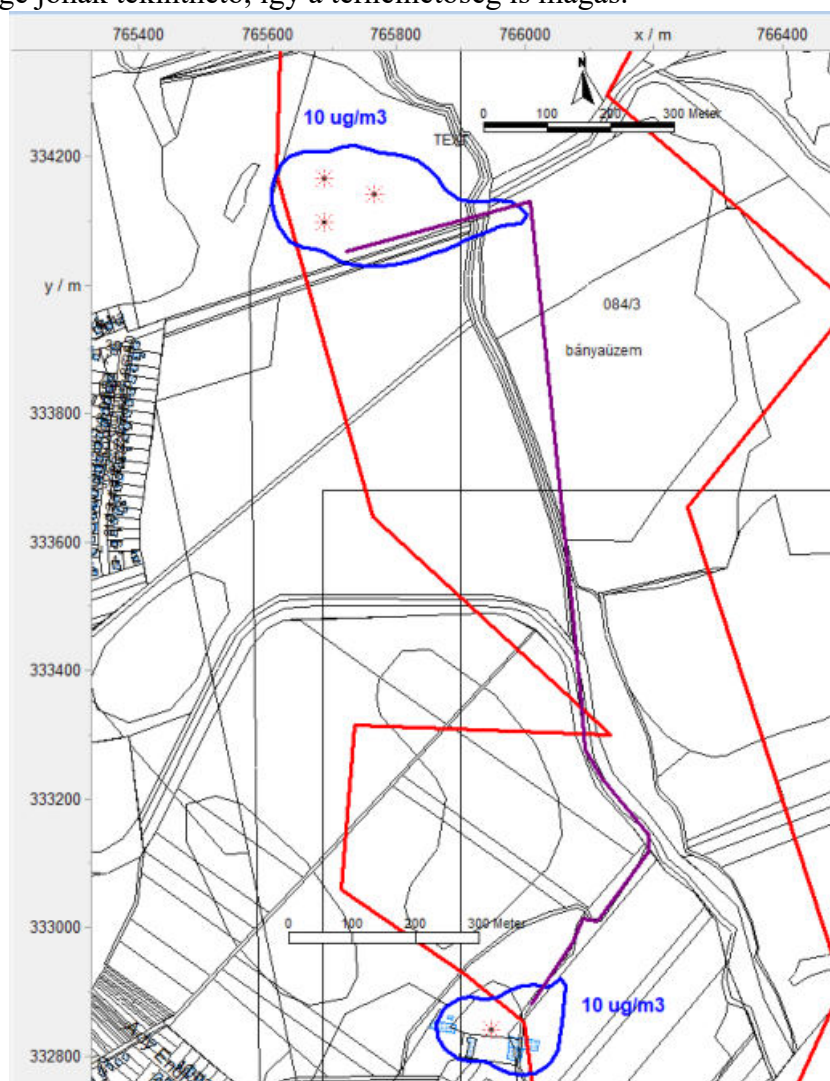 ge jónak tekinthető, így a termelhetőség is magas.
765400 765600 765800 766000 x / m 766400
N
10 ug/m3
0 100 200 300 Meter
TEXT
334200
y / m
084/3
bányaüzem
333800
333600
333400
333200
333000
0 100 200 300 Meter
10 ug/m3
332800